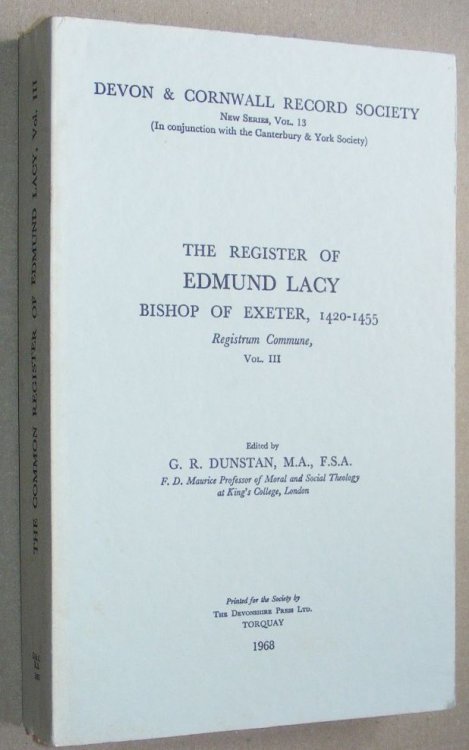 DEVON & CORNWALL RECORD SOCIETY
NEW SERIES, VOL. 13
(In conjunction with the Canterbury & York Society)
THE REGISTER OF
EDMUND LACY
BISHOP OF EXETER, 1420-1455
Registrum Commune,
VOL. III
Edited by
G. R. DUNSTAN, M.A., F.S.A.
F. D. Maurice Professor of Moral and Social Theology
at King's College, London
Printed for the Society by
THE DEVONSHIRE PRESS LTD.
TORQUAY
1968
THE COMMON REGISTER OF EDMUND LACY, Vol. III